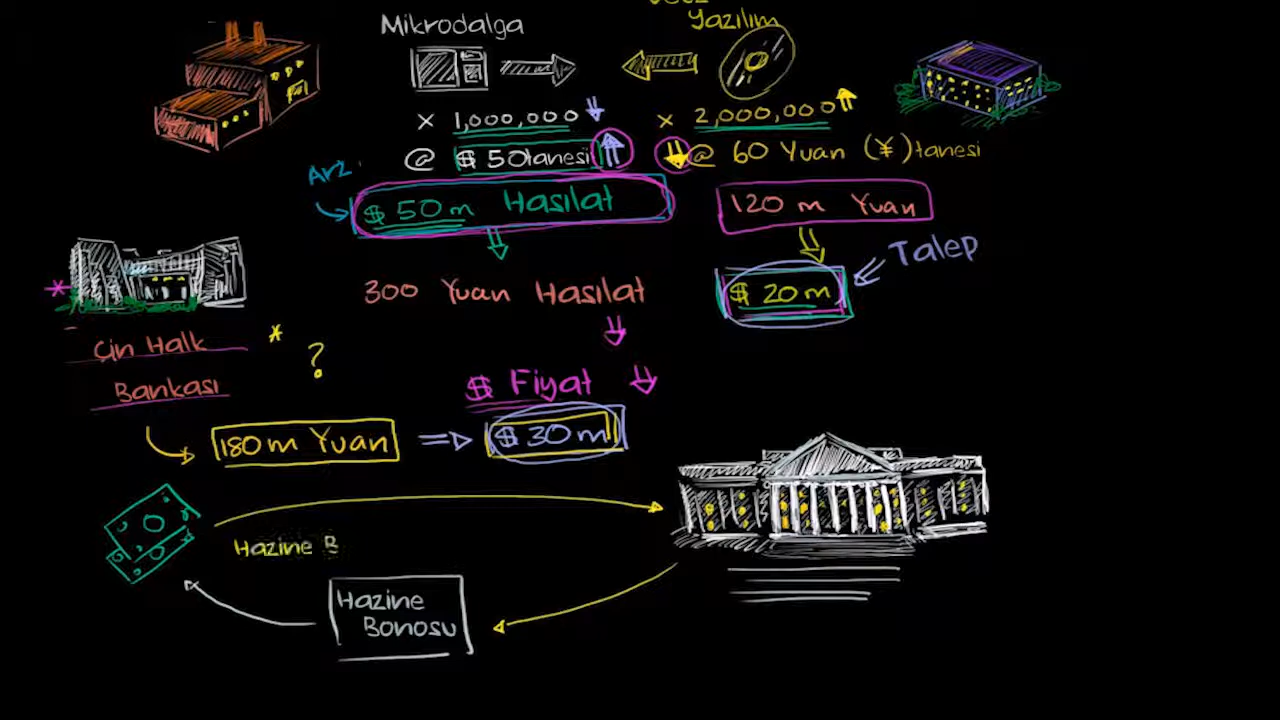 Yazılım
Mikrodalga
x 1,000,000
x 2,000,000
@ $ 50 tanesi
@ 60 Yuan (¥) tanesi
Arz
$ 50 m Hasılat
120 m Yuan
Talep
300 Yuan Hasılat
$ 20 m
*
Çin Halk *
Bankası
?
$ Fiyat
180 m Yuan
$ 30 m
Hazine B
Hazine
Bonosu